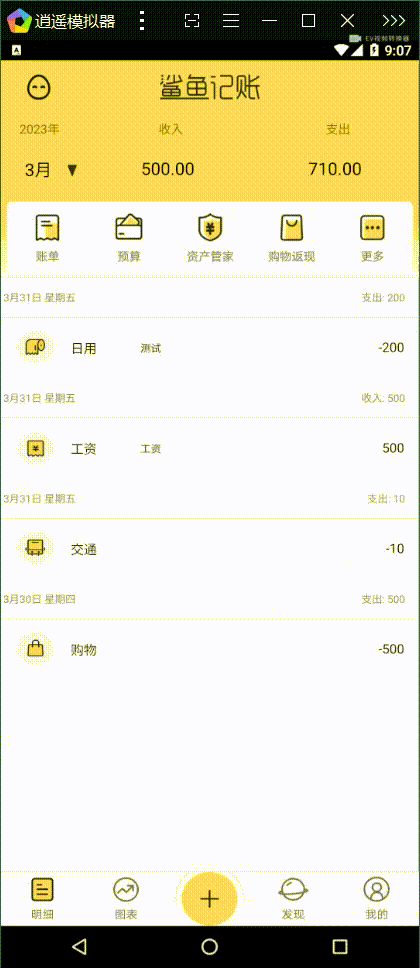 逍遥模拟器
EV视频转换器
A
9:07
鲨鱼记账
2023年 收入 支出
3月 ▼ 500.00 710.00
账单 预算 资产管家 购物返现 更多
3月31日 星期五 支出: 200
日用 测试 -200
3月31日 星期五 收入: 500
工资 工资 500
3月31日 星期五 支出: 10
交通 -10
3月30日 星期四 支出: 500
购物 -500
明细 图表 发现 我的